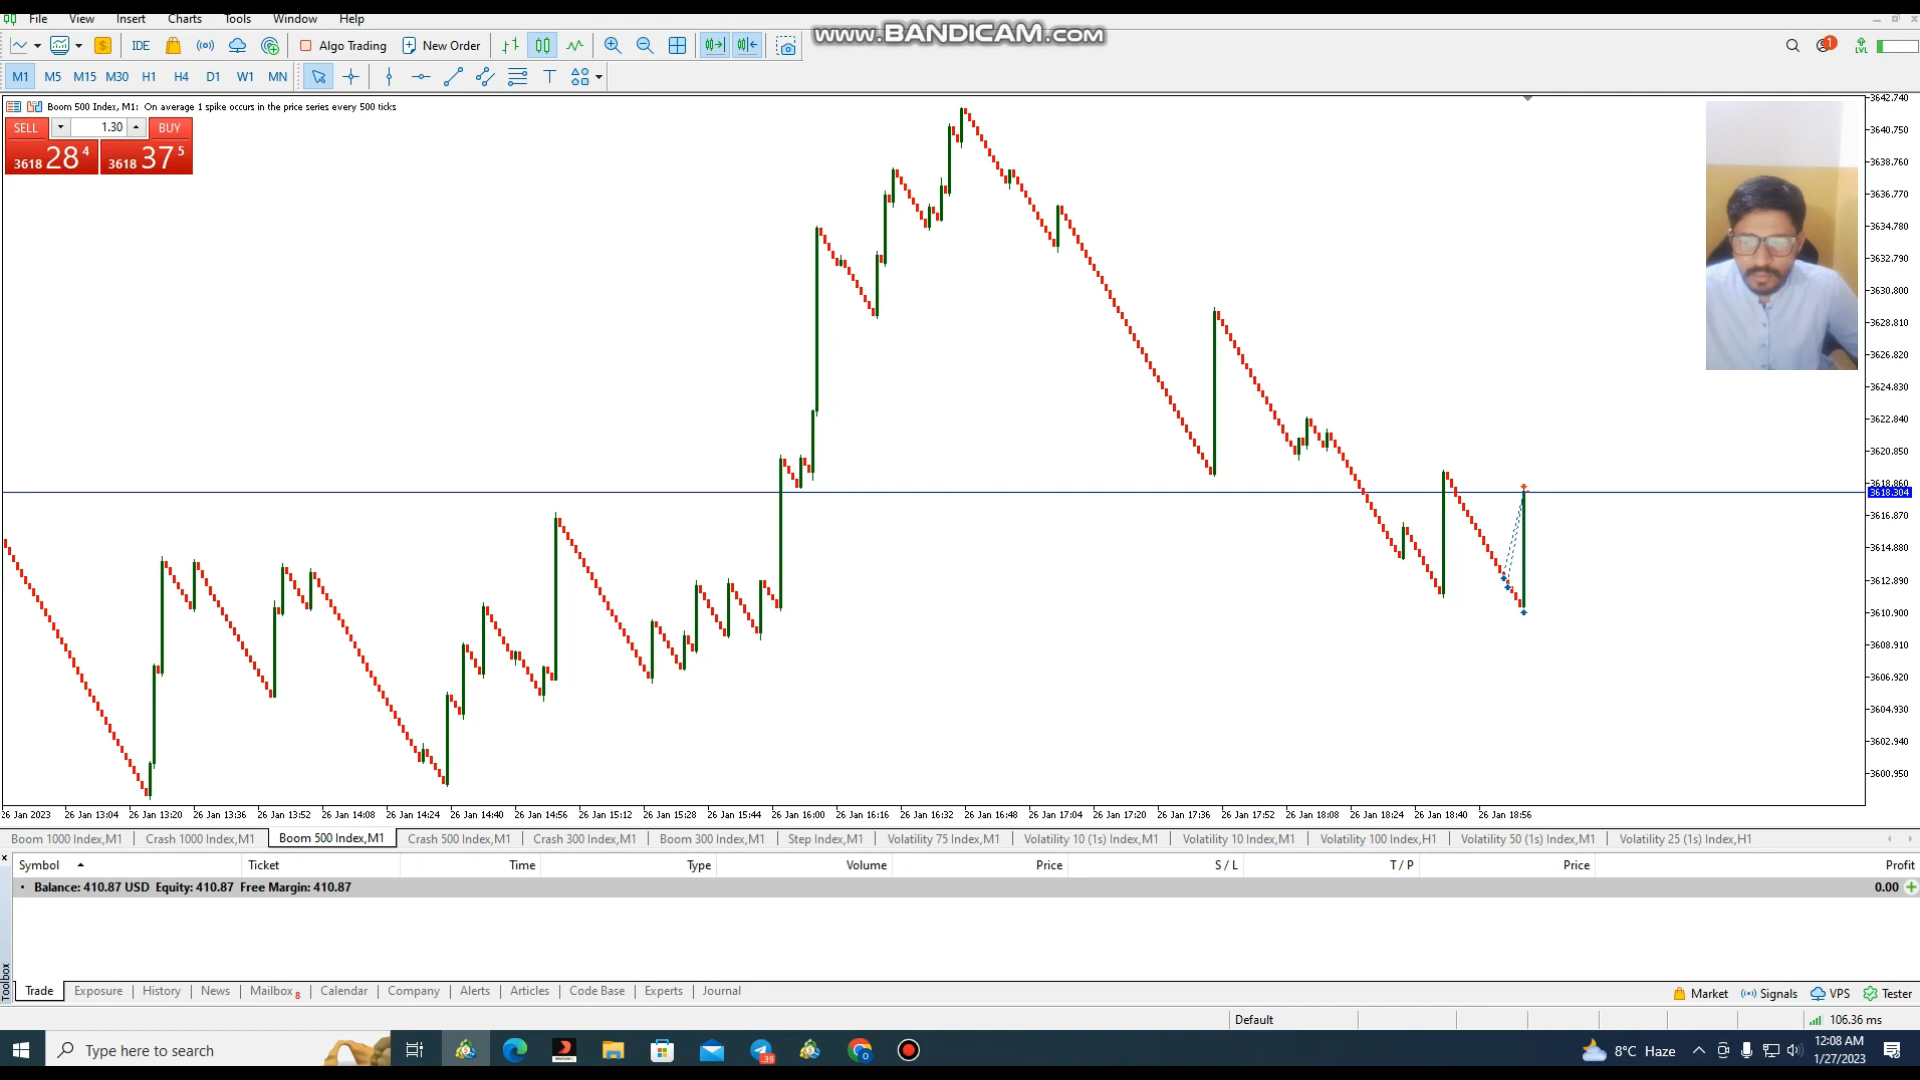 File View Insert Charts Tools Window Help
www.BANDICAM.com
IDE Algo Trading New Order
1
LVL
M1 M5 M15 M30 H1 H4 D1 W1 MN T
Boom 500 Index, M1: On average 1 spike occurs in the price series every 500 ticks
SELL 1.30 BUY
3618 28 4 3618 37 5
3642.740
3640.750
3638.760
3636.770
3634.780
3632.790
3630.800
3628.810
3626.820
3624.830
3622.840
3620.850
3618.860
3618.304
3616.870
3614.880
3612.890
3610.900
3608.910
3606.920
3604.930
3602.940
3600.950
26 Jan 2023 26 Jan 13:04 26 Jan 13:20 26 Jan 13:36 26 Jan 13:52 26 Jan 14:08 26 Jan 14:24 26 Jan 14:40 26 Jan 14:56 26 Jan 15:12 26 Jan 15:28 26 Jan 15:44 26 Jan 16:00 26 Jan 16:16 26 Jan 16:32 26 Jan 16:48 26 Jan 17:04 26 Jan 17:20 26 Jan 17:36 26 Jan 17:52 26 Jan 18:08 26 Jan 18:24 26 Jan 18:40 26 Jan 18:56
Boom 1000 Index,M1 Crash 1000 Index,M1 Boom 500 Index,M1 Crash 500 Index,M1 Crash 300 Index,M1 Boom 300 Index,M1 Step Index,M1 Volatility 75 Index,M1 Volatility 10 (1s) Index,M1 Volatility 10 Index,M1 Volatility 100 Index,H1 Volatility 50 (1s) Index,M1 Volatility 25 (1s) Index,H1
Symbol Ticket Time Type Volume Price S / L T / P Price Profit
Balance: 410.87 USD Equity: 410.87 Free Margin: 410.87 0.00
Toolbox
Trade Exposure History News Mailbox 8 Calendar Company Alerts Articles Code Base Experts Journal
Market Signals VPS Tester
Default 106.36 ms
Type here to search
39
8°C Haze
12:08 AM
1/27/2023